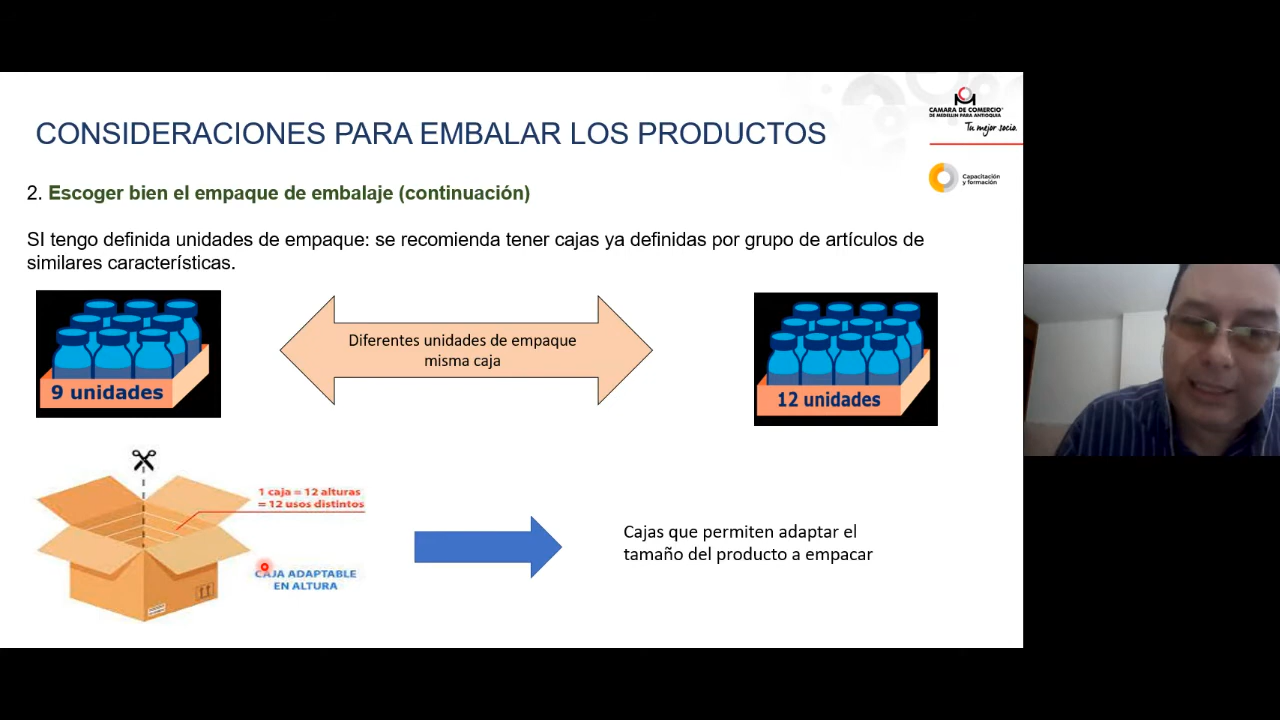 CONSIDERACIONES PARA EMBALAR LOS PRODUCTOS
CAMARA DE COMERCIO
DE MEDELLIN PARA ANTIOQUIA
Tu mejor socio.
Capacitación
y formación
2. Escoger bien el empaque de embalaje (continuación)
SI tengo definida unidades de empaque: se recomienda tener cajas ya definidas por grupo de artículos de
similares características.
9 unidades
Diferentes unidades de empaque
misma caja
12 unidades
1 caja = 12 alturas
= 12 usos distintos
CAJA ADAPTABLE
EN ALTURA
Cajas que permiten adaptar el
tamaño del producto a empacar